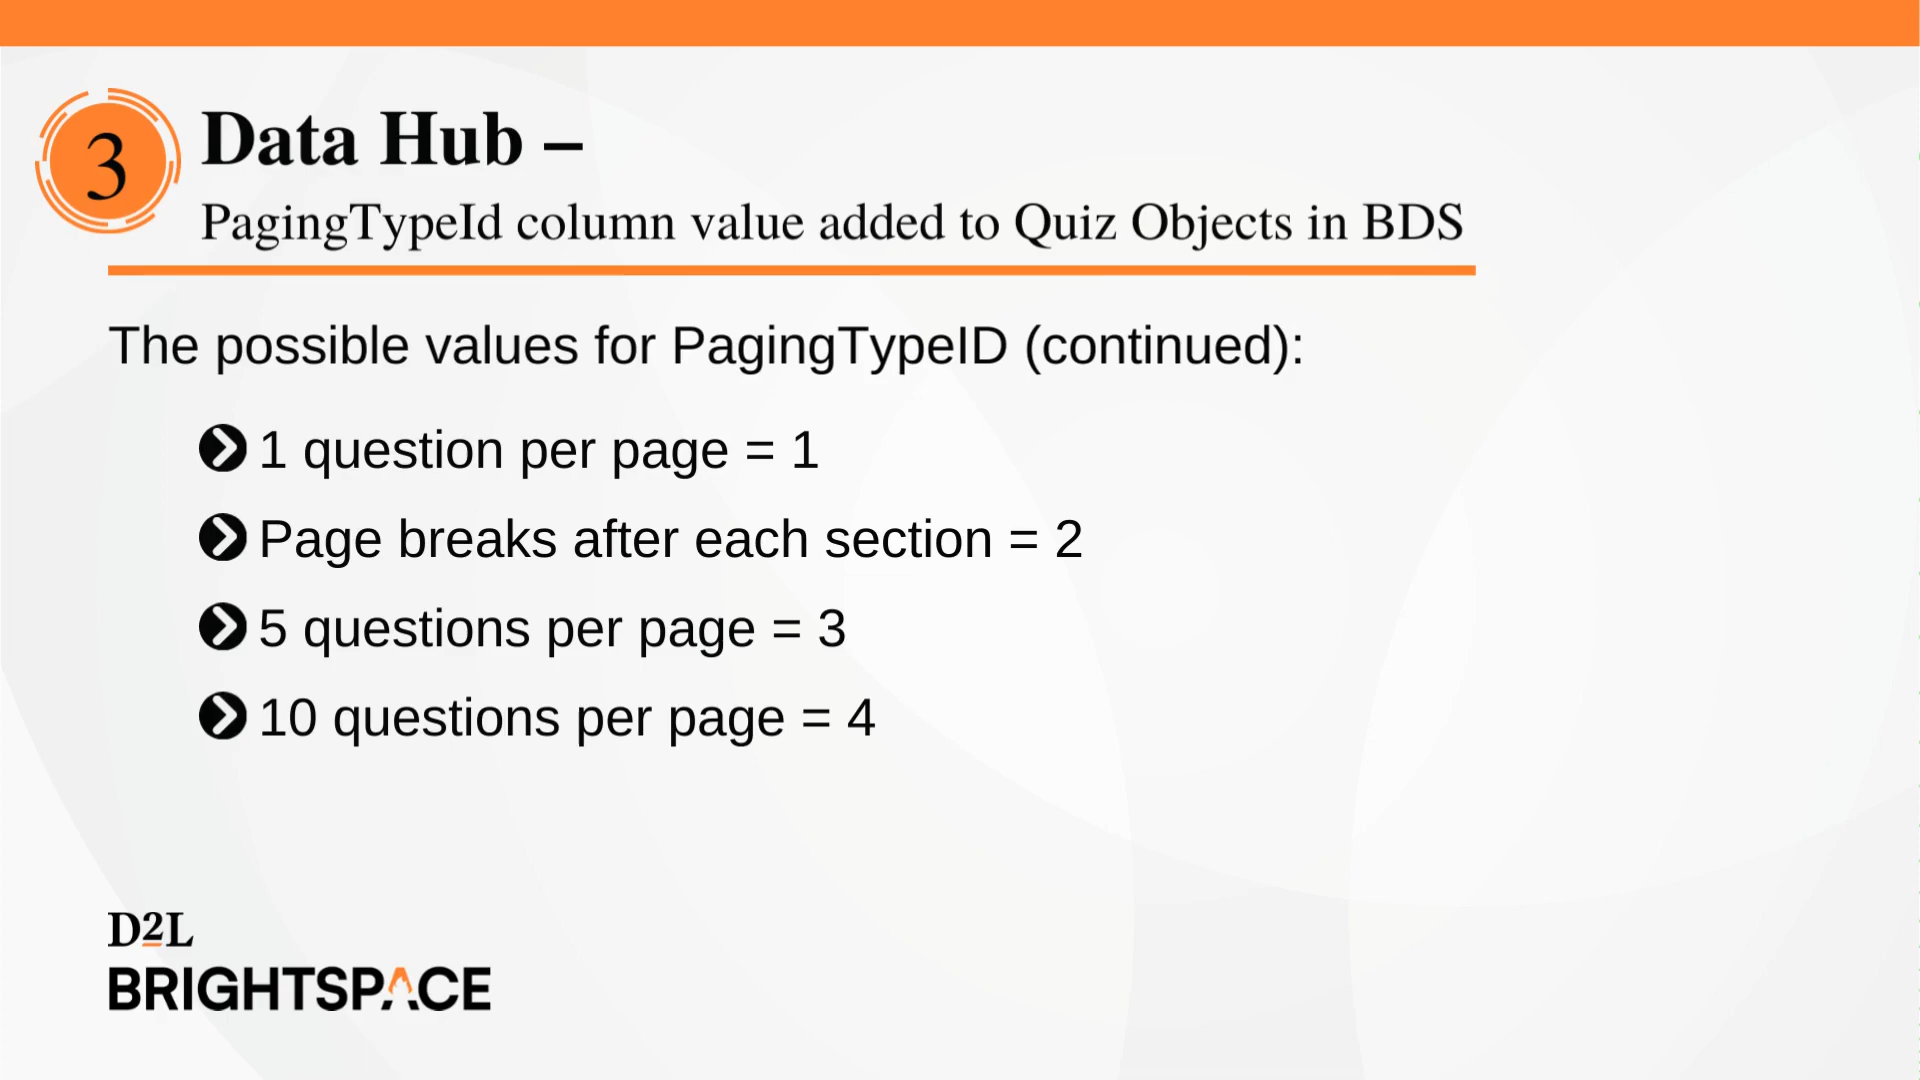 3
Data Hub –
PagingTypeId column value added to Quiz Objects in BDS
The possible values for PagingTypeID (continued):
1 question per page = 1
Page breaks after each section = 2
5 questions per page = 3
10 questions per page = 4
D2L
BRIGHTSPACE